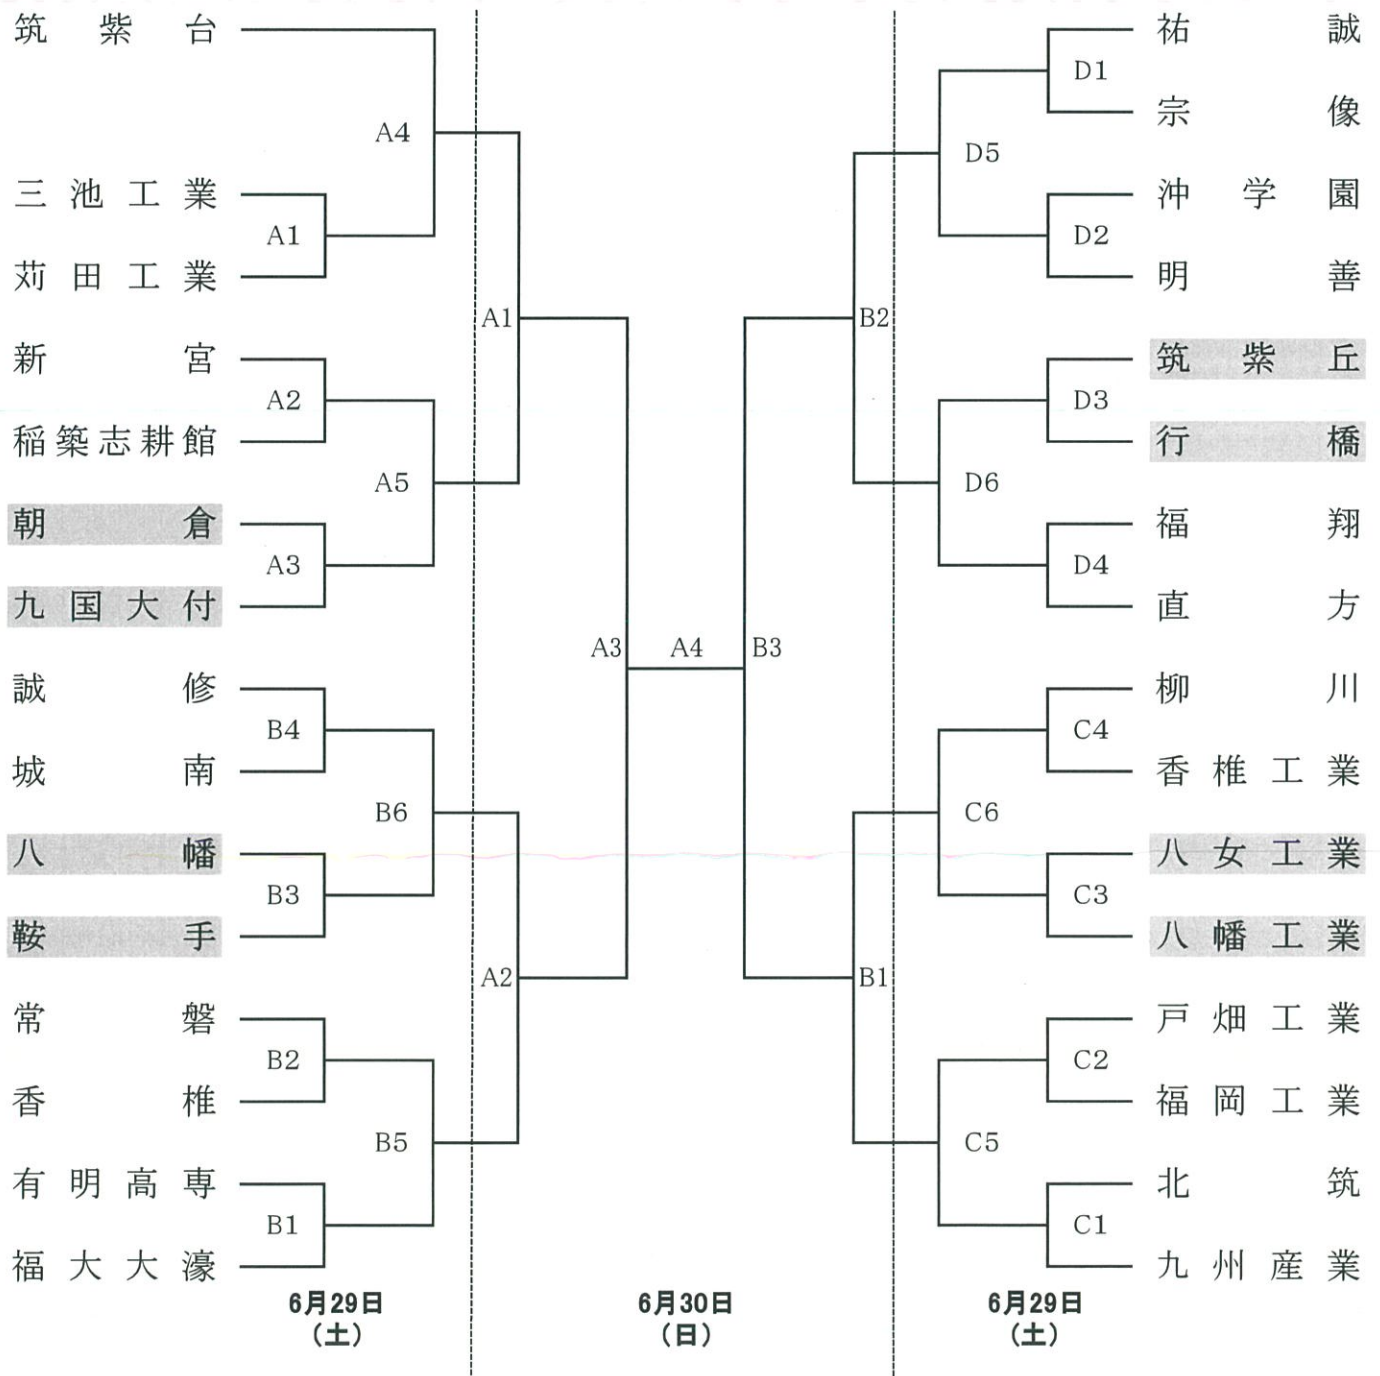 筑紫台
A4
三池工業
A1
苅田工業
新宮
A2
稲築志耕館
A5
朝倉
A3
九国大付
誠修
B4
城南
B6
八幡
B3
鞍手
常磐
B2
香椎
B5
有明高専
B1
福大大濠
6月29日
(土)
A1
A2
A3
A4
B3
B2
B1
6月30日
(日)
祐誠
D1
宗像
D5
沖学園
D2
明善
筑紫丘
D3
行橋
D6
福翔
D4
直方
柳川
C4
香椎工業
C6
八女工業
C3
八幡工業
戸畑工業
C2
福岡工業
C5
北筑
C1
九州産業
6月29日
(土)